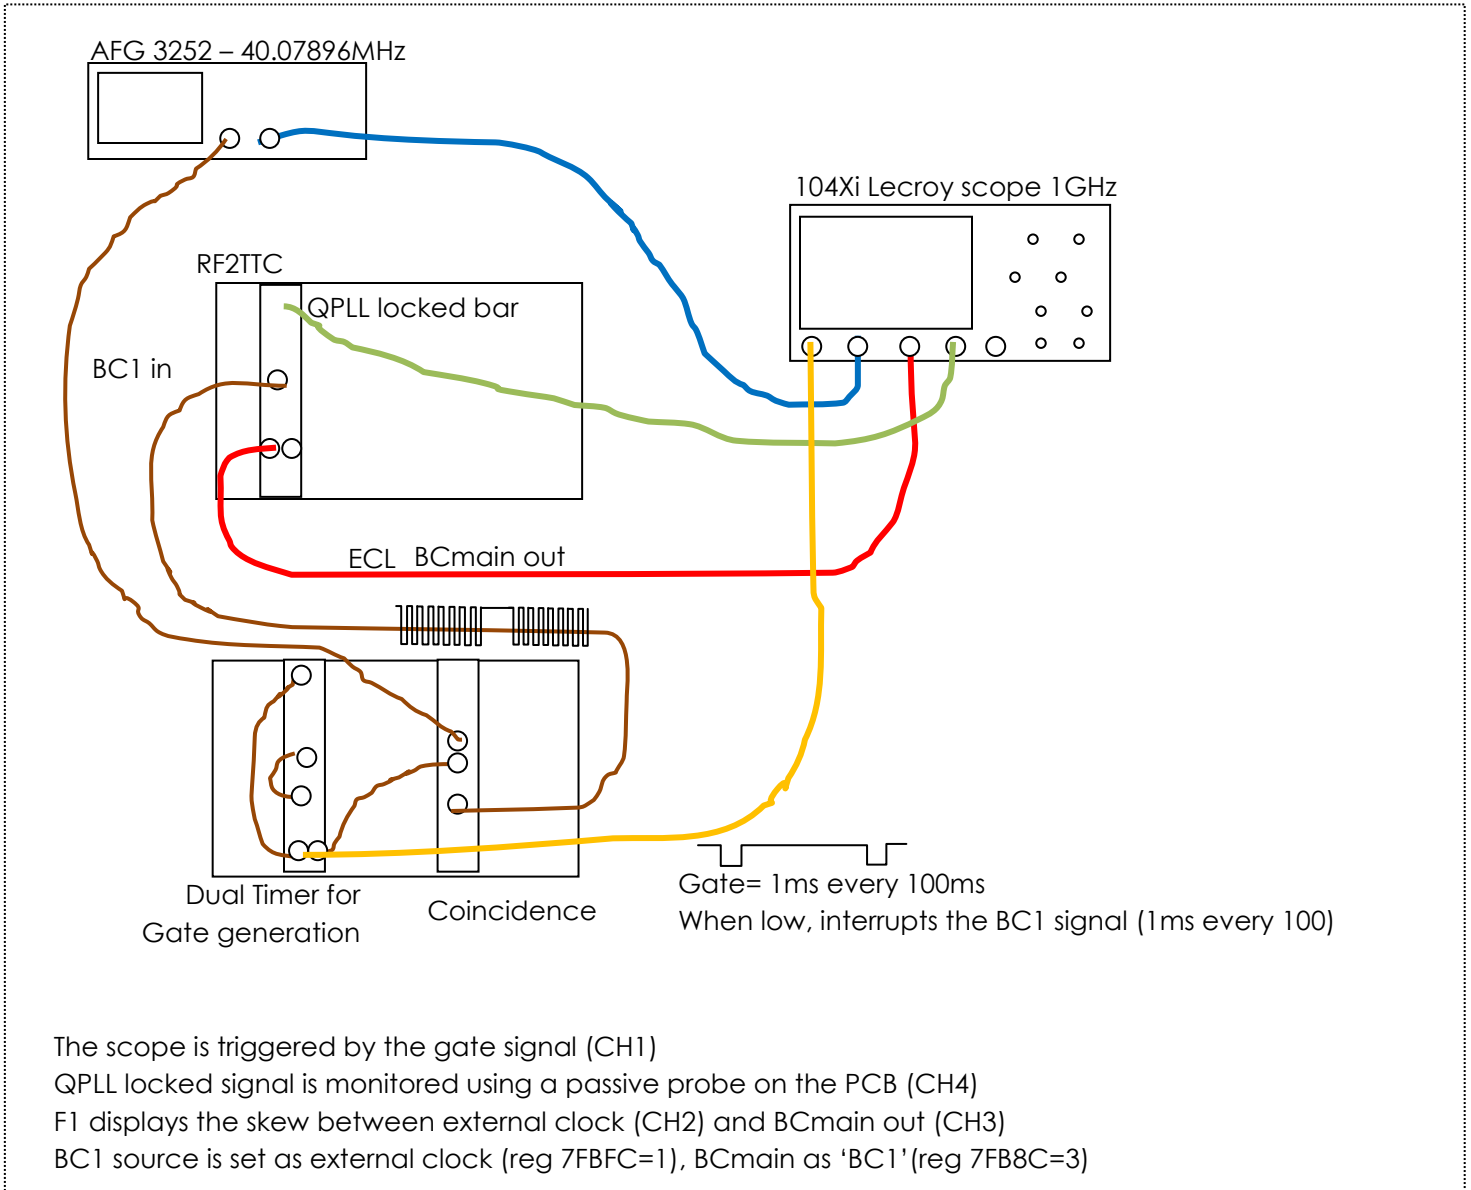 AFG 3252 – 40.07896MHz
104Xi Lecroy scope 1GHz
RF2TTC
QPLL locked bar
BC1 in
ECL BCmain out
Dual Timer for
Gate generation
Coincidence
Gate= 1ms every 100ms
When low, interrupts the BC1 signal (1ms every 100)
The scope is triggered by the gate signal (CH1)
QPLL locked signal is monitored using a passive probe on the PCB (CH4)
F1 displays the skew between external clock (CH2) and BCmain out (CH3)
BC1 source is set as external clock (reg 7FBFC=1), BCmain as ‘BC1’(reg 7FB8C=3)